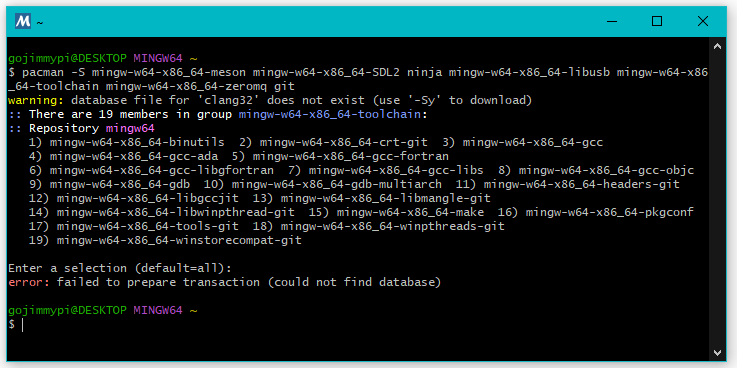 ~
gojimmypi@DESKTOP MINGW64 ~
$ pacman -S mingw-w64-x86_64-meson mingw-w64-x86_64-SDL2 ninja mingw-w64-x86_64-libusb mingw-w64-x86
_64-toolchain mingw-w64-x86_64-zeromq git
warning: database file for 'clang32' does not exist (use '-Sy' to download)
:: There are 19 members in group mingw-w64-x86_64-toolchain:
:: Repository mingw64
   1) mingw-w64-x86_64-binutils  2) mingw-w64-x86_64-crt-git  3) mingw-w64-x86_64-gcc
   4) mingw-w64-x86_64-gcc-ada  5) mingw-w64-x86_64-gcc-fortran
   6) mingw-w64-x86_64-gcc-libgfortran  7) mingw-w64-x86_64-gcc-libs  8) mingw-w64-x86_64-gcc-objc
   9) mingw-w64-x86_64-gdb  10) mingw-w64-x86_64-gdb-multiarch  11) mingw-w64-x86_64-headers-git
   12) mingw-w64-x86_64-libgccjit  13) mingw-w64-x86_64-libmangle-git
   14) mingw-w64-x86_64-libwinpthread-git  15) mingw-w64-x86_64-make  16) mingw-w64-x86_64-pkgconf
   17) mingw-w64-x86_64-tools-git  18) mingw-w64-x86_64-winpthreads-git
   19) mingw-w64-x86_64-winstorecompat-git
Enter a selection (default=all):
error: failed to prepare transaction (could not find database)
gojimmypi@DESKTOP MINGW64 ~
$